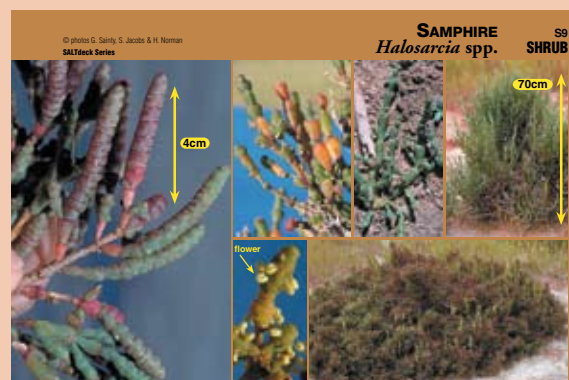 © photos G. Sainty, S. Jacobs & H. Norman
SALTdeck Series
SAMPHIRE
Halosarcia spp.
S9
SHRUB
4cm
70cm
flower